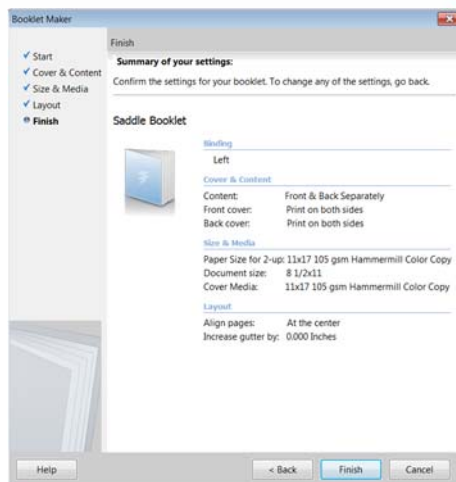 Booklet Maker
Start
Cover & Content
Size & Media
Layout
Finish
Finish
Summary of your settings:
Confirm the settings for your booklet. To change any of the settings, go back.
Saddle Booklet
Binding
Left
Cover & Content
Content: Front & Back Separately
Front cover: Print on both sides
Back cover: Print on both sides
Size & Media
Paper Size for 2-up: 11x17 105 gsm Hammermill Color Copy
Document size: 8 1/2x11
Cover Media: 11x17 105 gsm Hammermill Color Copy
Layout
Align pages: At the center
Increase gutter by: 0.000 Inches
Help < Back Finish Cancel